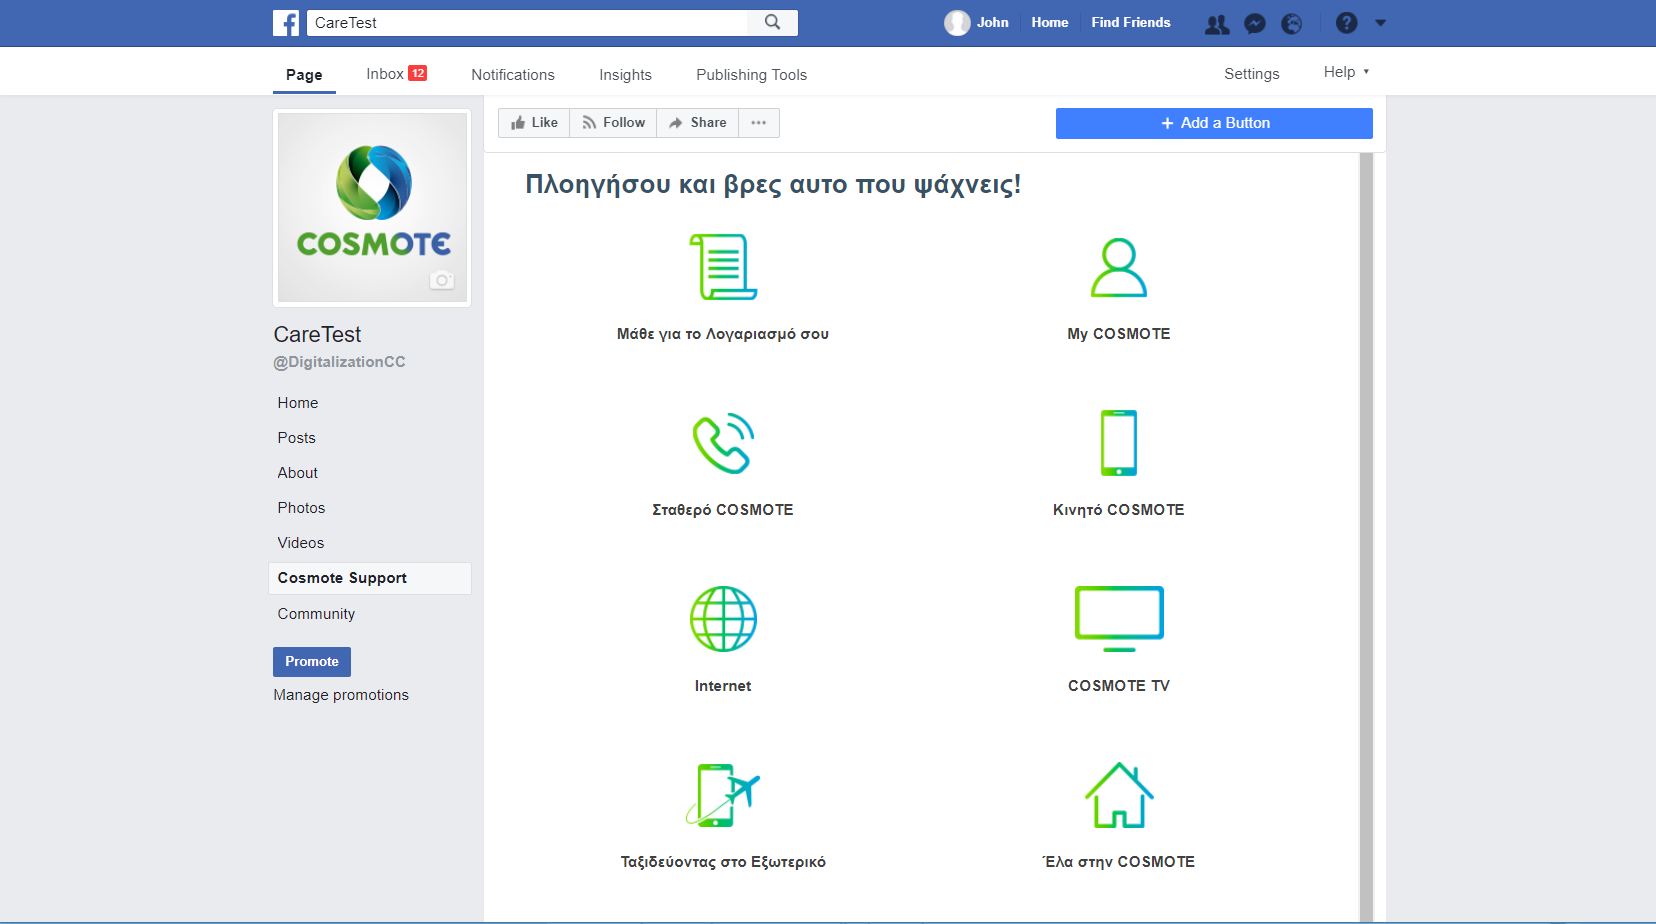 CareTest
John
Home
Find Friends
Page
Inbox 12
Notifications
Insights
Publishing Tools
Settings
Help
COSMOTE
CareTest
@DigitalizationCC
Home
Posts
About
Photos
Videos
Cosmote Support
Community
Promote
Manage promotions
Like
Follow
Share
+ Add a Button
Πλοηγήσου και βρες αυτο που ψάχνεις!
Μάθε για το Λογαριασμό σου
My COSMOTE
Σταθερό COSMOTE
Κινητό COSMOTE
Internet
COSMOTE TV
Ταξιδεύοντας στο Εξωτερικό
Έλα στην COSMOTE